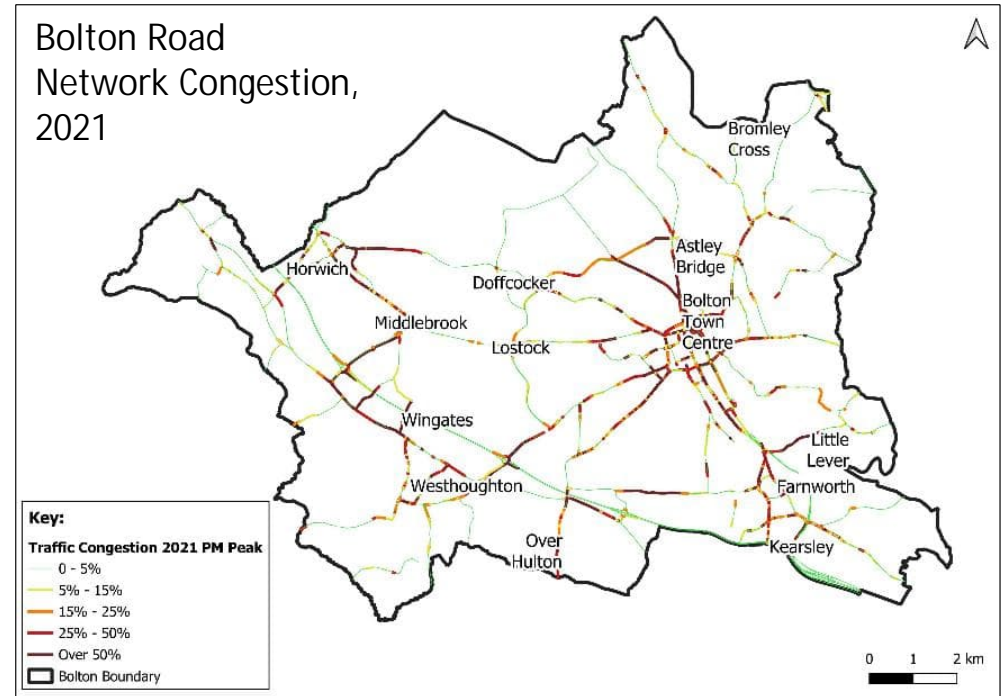 Bolton Road
Network Congestion,
2021
Bromley
Cross
Astley
Bridge
Horwich
Doffcocker
Bolton
Town
Centre
Middlebrook
Lostock
Wingates
Little
Lever
Westhoughton
Farnworth
Over
Hulton
Kearsley
Key:
Traffic Congestion 2021 PM Peak
0 - 5%
5% - 15%
15% - 25%
25% - 50%
Over 50%
Bolton Boundary
0 1 2 km